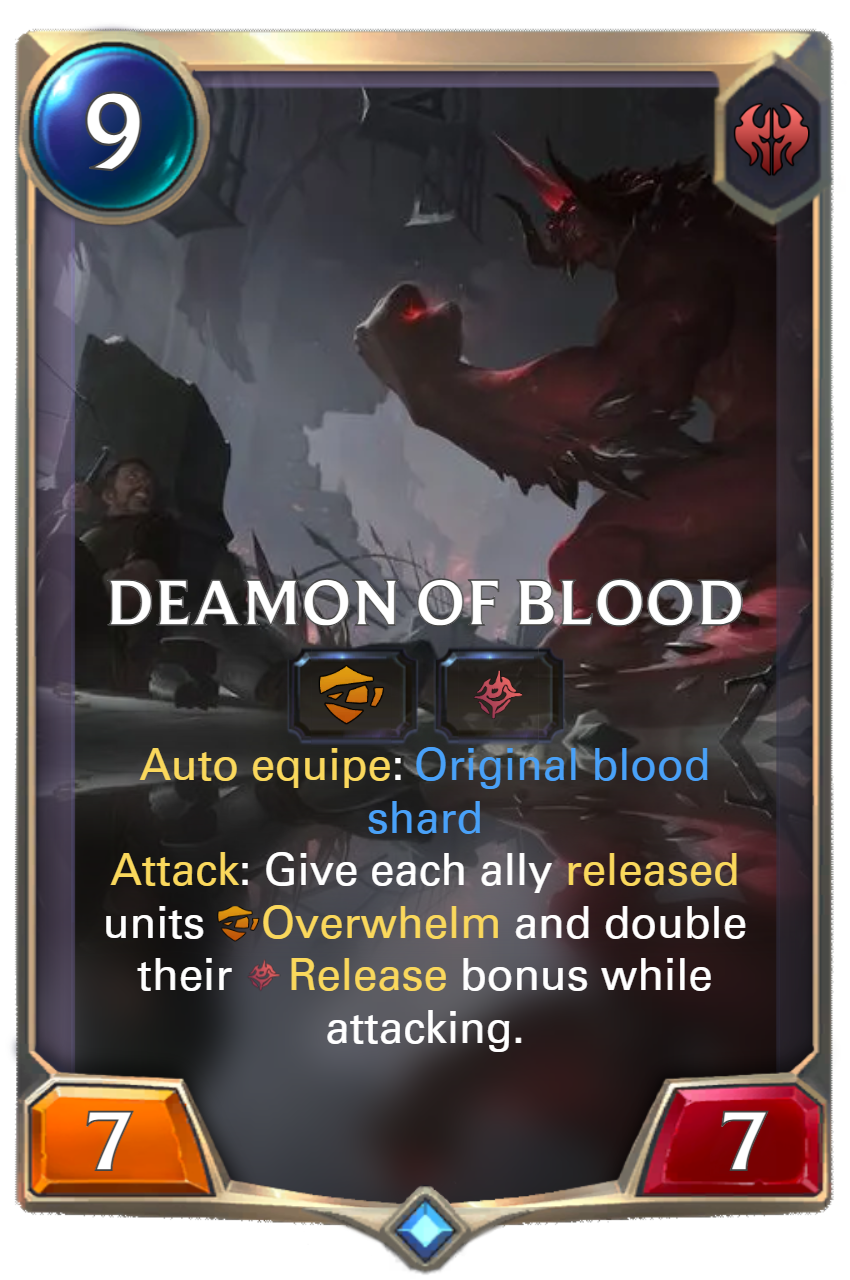 9
DEAMON OF BLOOD
Auto equipe: Original blood
shard
Attack: Give each ally released
units Overwhelm and double
their Release bonus while
attacking.
7
7